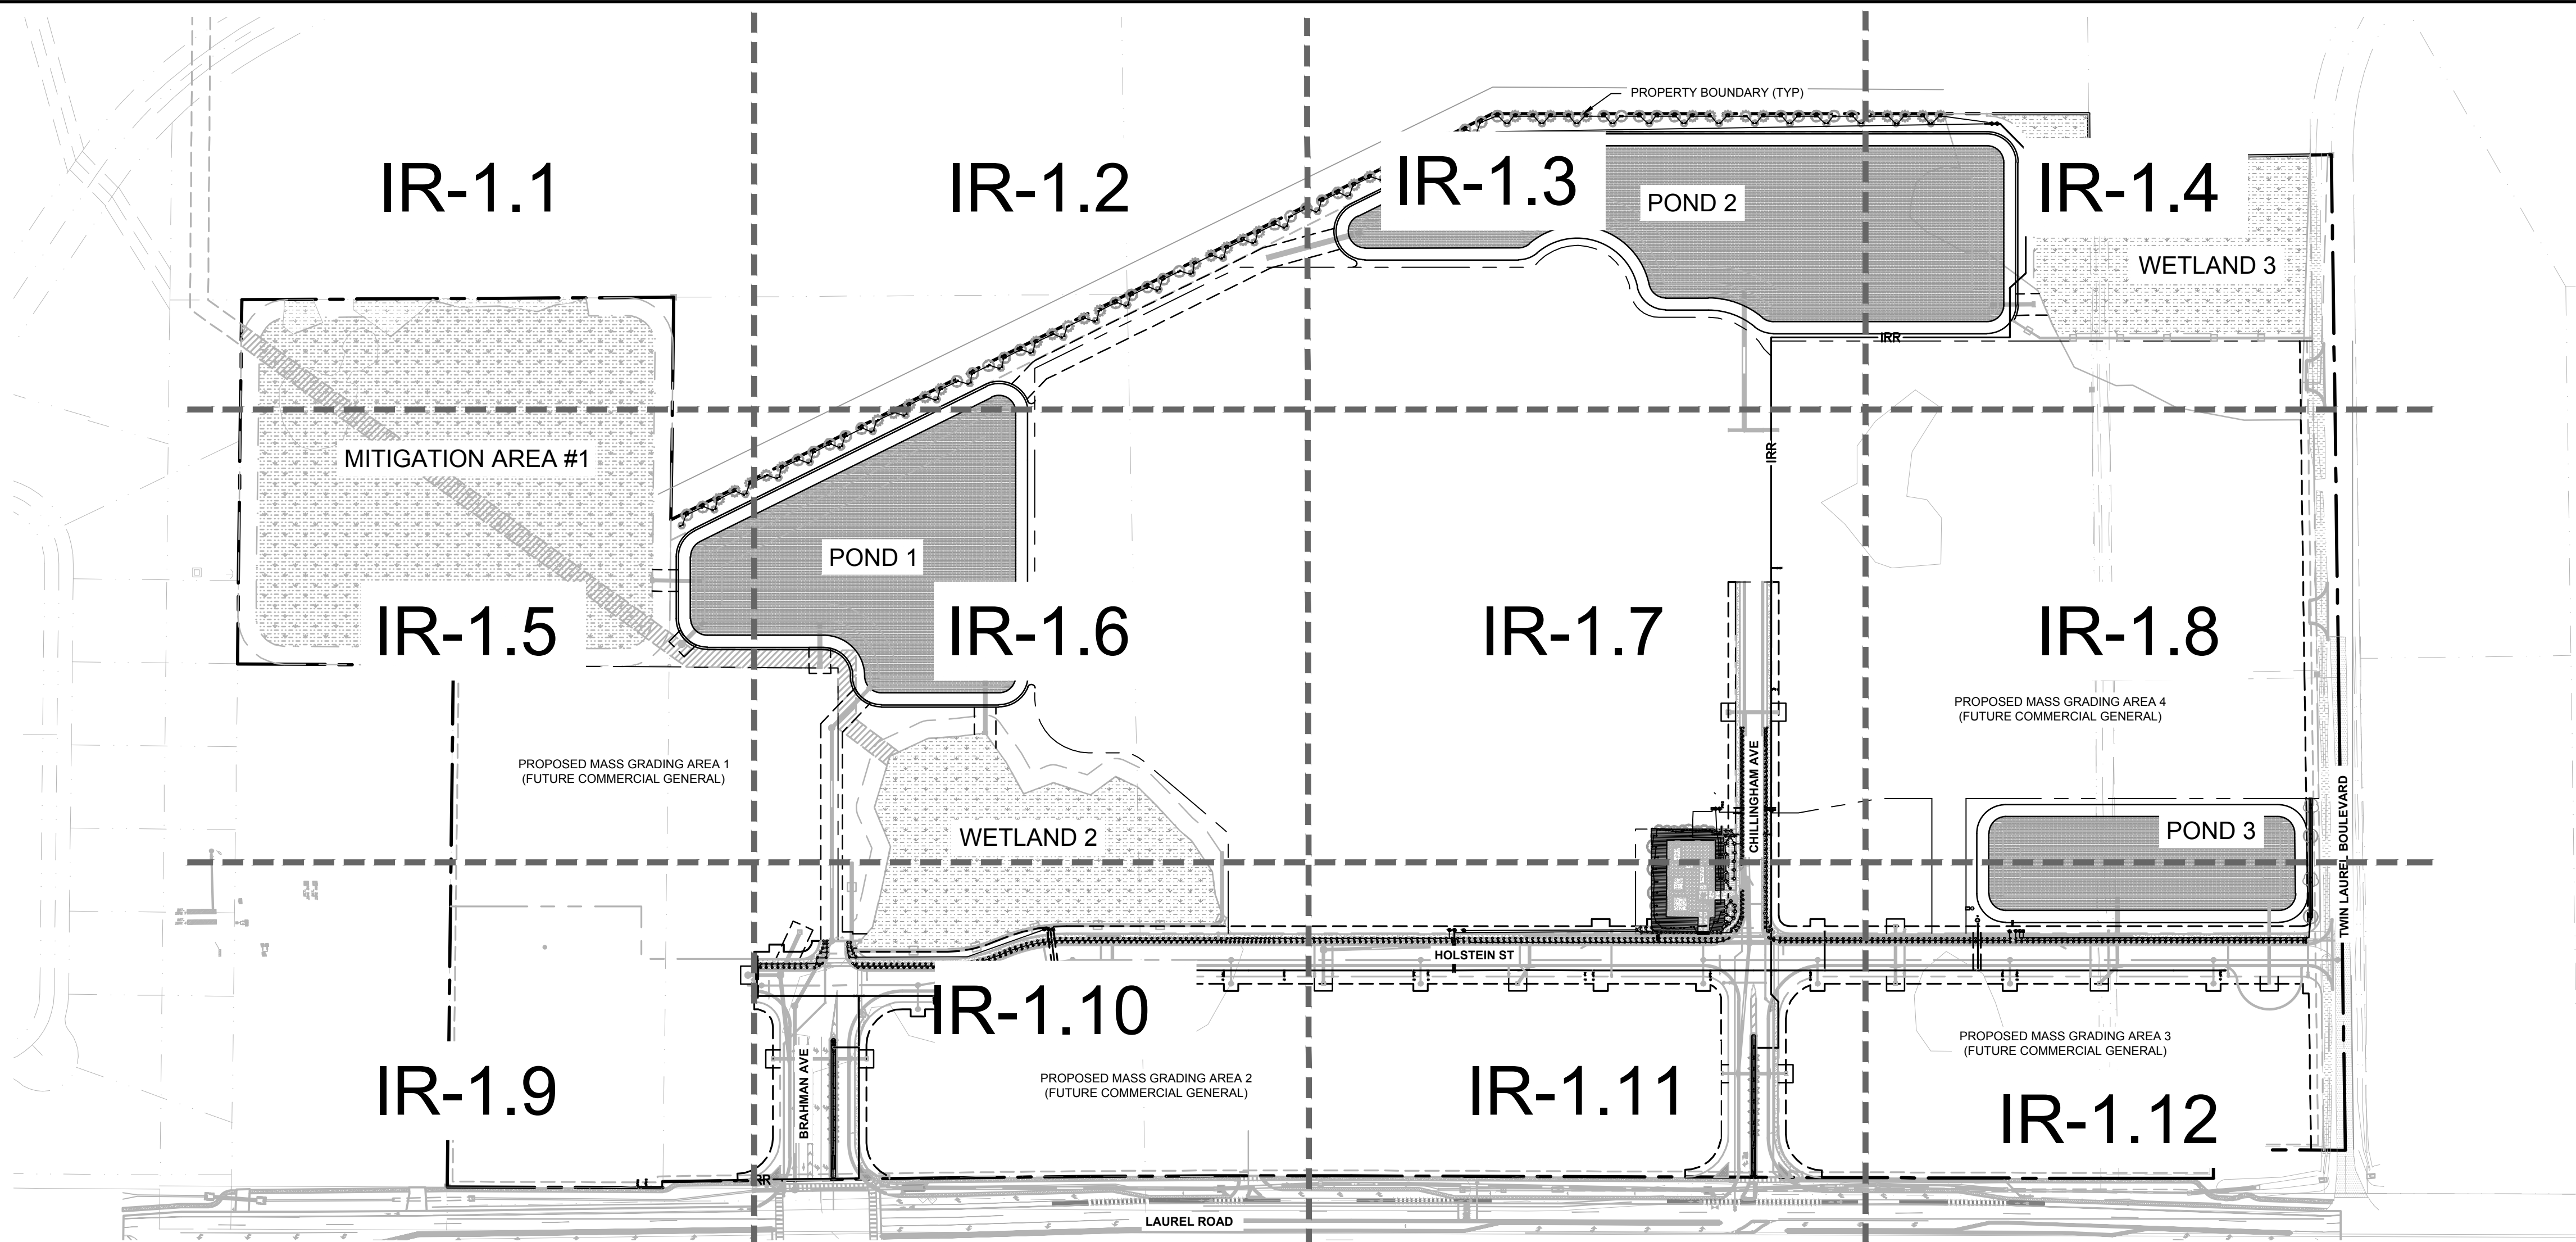 PROPERTY BOUNDARY (TYP)
IR-1.1
IR-1.2
IR-1.3
IR-1.4
POND 2
WETLAND 3
IRR
MITIGATION AREA #1
IRR
POND 1
IR-1.5
IR-1.6
IR-1.7
IR-1.8
PROPOSED MASS GRADING AREA 4
(FUTURE COMMERCIAL GENERAL)
PROPOSED MASS GRADING AREA 1
(FUTURE COMMERCIAL GENERAL)
CHILLINGHAM AVE
WETLAND 2
POND 3
TWIN LAUREL BOULEVARD
HOLSTEIN ST
IR-1.9
IR-1.10
IR-1.11
IR-1.12
BRAHMAN AVE
PROPOSED MASS GRADING AREA 2
(FUTURE COMMERCIAL GENERAL)
PROPOSED MASS GRADING AREA 3
(FUTURE COMMERCIAL GENERAL)
LAUREL ROAD